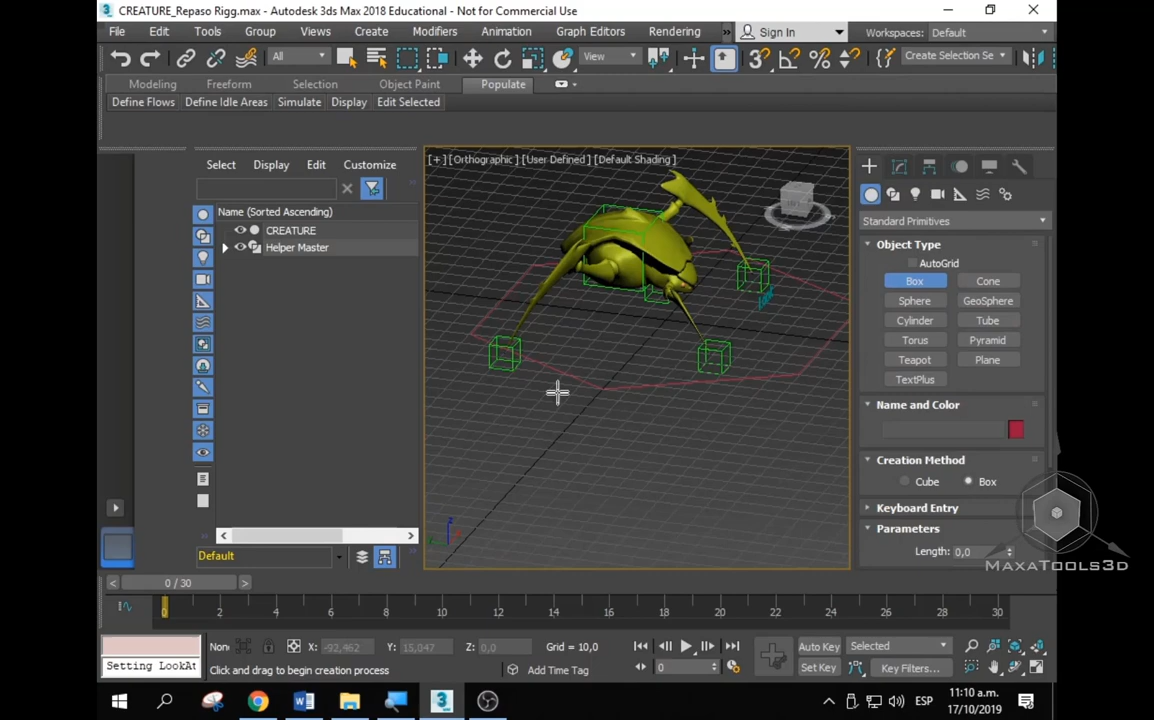 CREATURE_Repaso Rigg.max - Autodesk 3ds Max 2018 Educational - Not for Commercial Use
File Edit Tools Group Views Create Modifiers Animation Graph Editors Rendering » Sign In Workspaces: Default
All View Create Selection Se
Modeling Freeform Selection Object Paint Populate
Define Flows Define Idle Areas Simulate Display Edit Selected
Select Display Edit Customize
Name (Sorted Ascending)
CREATURE
Helper Master
Default
[+] [Orthographic] [User Defined] [Default Shading]
Standard Primitives
Object Type
AutoGrid
Box Cone
Sphere GeoSphere
Cylinder Tube
Torus Pyramid
Teapot Plane
TextPlus
Name and Color
Creation Method
Cube Box
Keyboard Entry
Parameters
Length: 0,0
MAXATOOLS3D
0 / 30
0 2 4 6 8 10 12 14 16 18 20 22 24 26 28 30
Non X: -92,462 Y: 15,047 Z: 0,0 Grid = 10,0 Auto Key Selected
Setting LookAt Click and drag to begin creation process Add Time Tag 0 Set Key Key Filters...
ESP
11:10 a.m.
17/10/2019